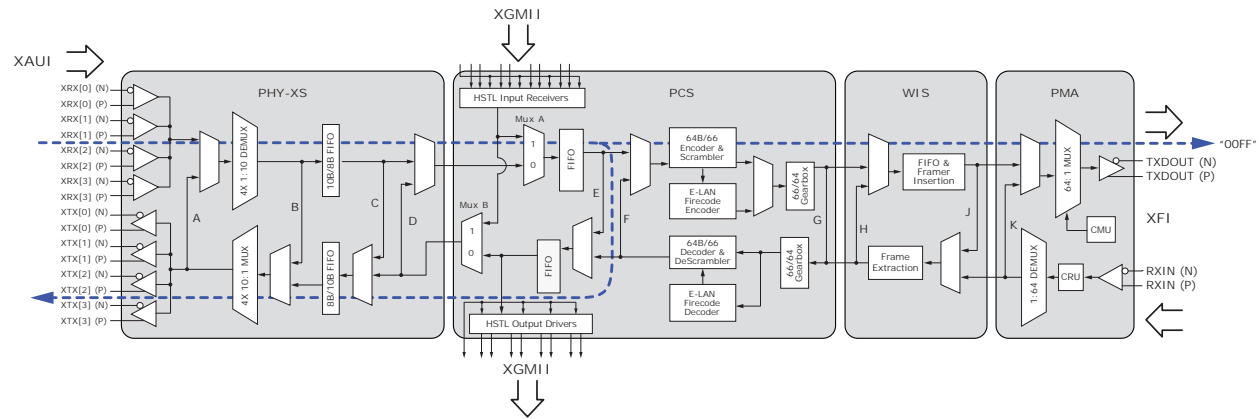 XGMII
XAUI
PHY-XS
PCS
WIS
PMA
XRX[0] (N)
XRX[0] (P)
XRX[1] (N)
XRX[1] (P)
XRX[2] (N)
XRX[2] (P)
XRX[3] (N)
XRX[3] (P)
XTX[0] (N)
XTX[0] (P)
XTX[1] (N)
XTX[1] (P)
XTX[2] (N)
XTX[2] (P)
XTX[3] (N)
XTX[3] (P)
A
4X 1:10 DEMUX
4X 10:1 MUX
B
10B/8B FIFO
8B/10B FIFO
C
D
HSTL Input Receivers
Mux A
1
0
FIFO
Mux B
1
0
FIFO
HSTL Output Drivers
E
F
64B/66
Encoder &
Scrambler
E-LAN
Firecode
Encoder
66/64
Gearbox
64B/66
Decoder &
DeScrambler
E-LAN
Firecode
Decoder
66/64
Gearbox
G
H
FIFO &
Framer
Insertion
Frame
Extraction
J
K
64:1 MUX
CMU
1:64 DEMUX
CRU
"00FF"
TXDOUT (N)
TXDOUT (P)
XFI
RXIN (N)
RXIN (P)
XGMII